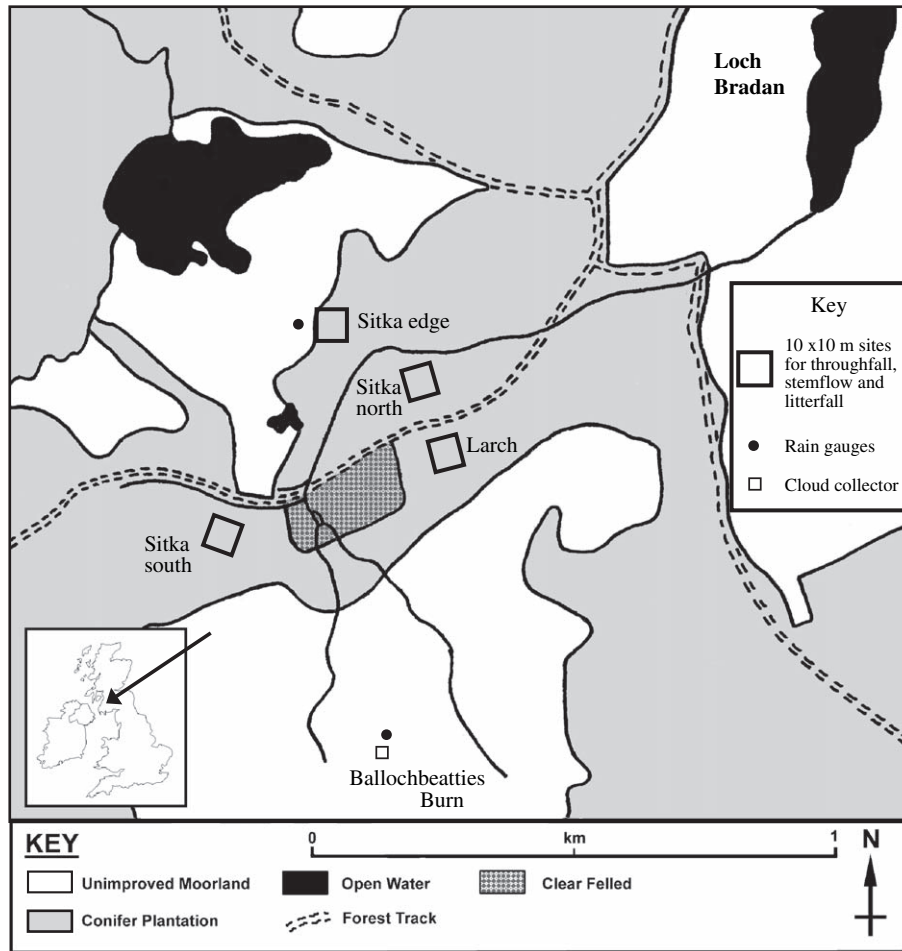 Loch
Bradan
Sitka edge
Sitka
north
Larch
Sitka
south
Ballochbeatties
Burn
Key
10 x10 m sites
for throughfall,
stemflow and
litterfall
Rain gauges
Cloud collector
KEY
0
km
1
N
Unimproved Moorland
Open Water
Clear Felled
Conifer Plantation
Forest Track